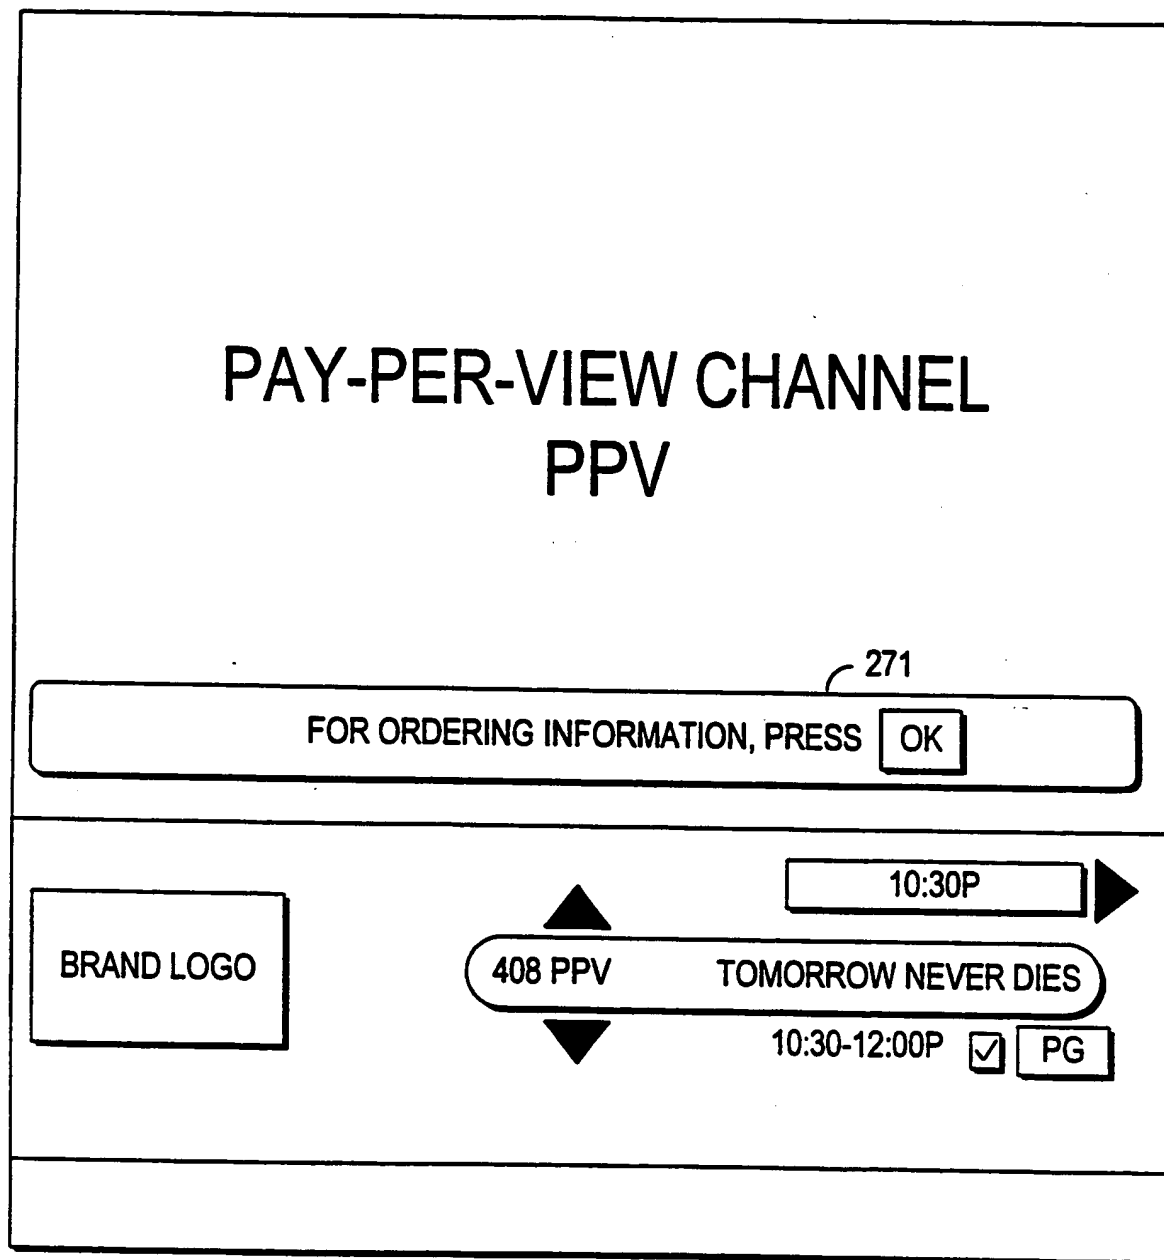 PAY-PER-VIEW CHANNEL
PPV
271
FOR ORDERING INFORMATION, PRESS OK
10:30P
BRAND LOGO
408 PPV TOMORROW NEVER DIES
10:30-12:00P PG